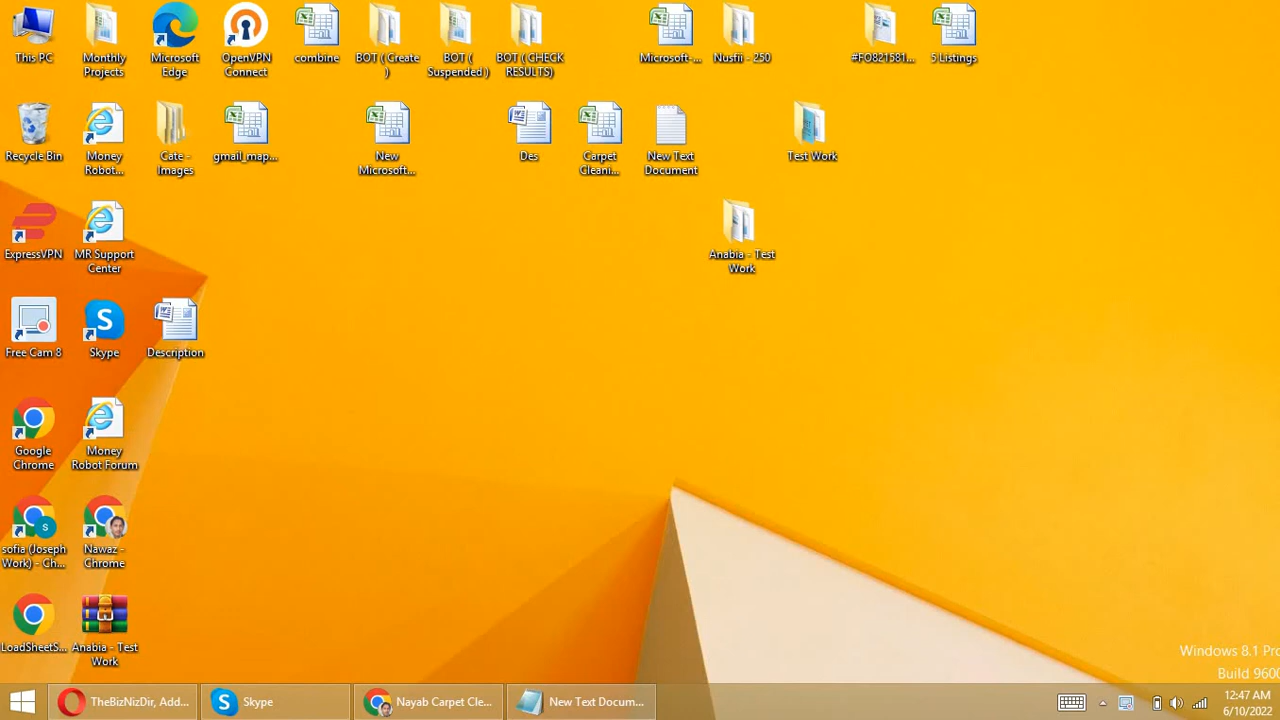 This PC
Monthly
Projects
Microsoft
Edge
OpenVPN
Connect
combine
BOT ( Create
)
BOT (
Suspended )
BOT ( CHECK
RESULTS)
Microsoft-...
Nusfii - 250
#FO821581...
5 Listings
Recycle Bin
Money
Robot...
Cate -
Images
gmail_map...
New
Microsoft...
Des
Carpet
Cleani...
New Text
Document
Test Work
ExpressVPN
MR Support
Center
Anabia - Test
Work
Free Cam 8
Skype
Description
Google
Chrome
Money
Robot Forum
sofia (Joseph
Work) - Ch...
Nawaz -
Chrome
LoadSheetS...
Anabia - Test
Work
Windows 8.1 Pro
Build 9600
TheBizNizDir, Add...
Skype
Nayab Carpet Cle...
New Text Docum...
12:47 AM
6/10/2022